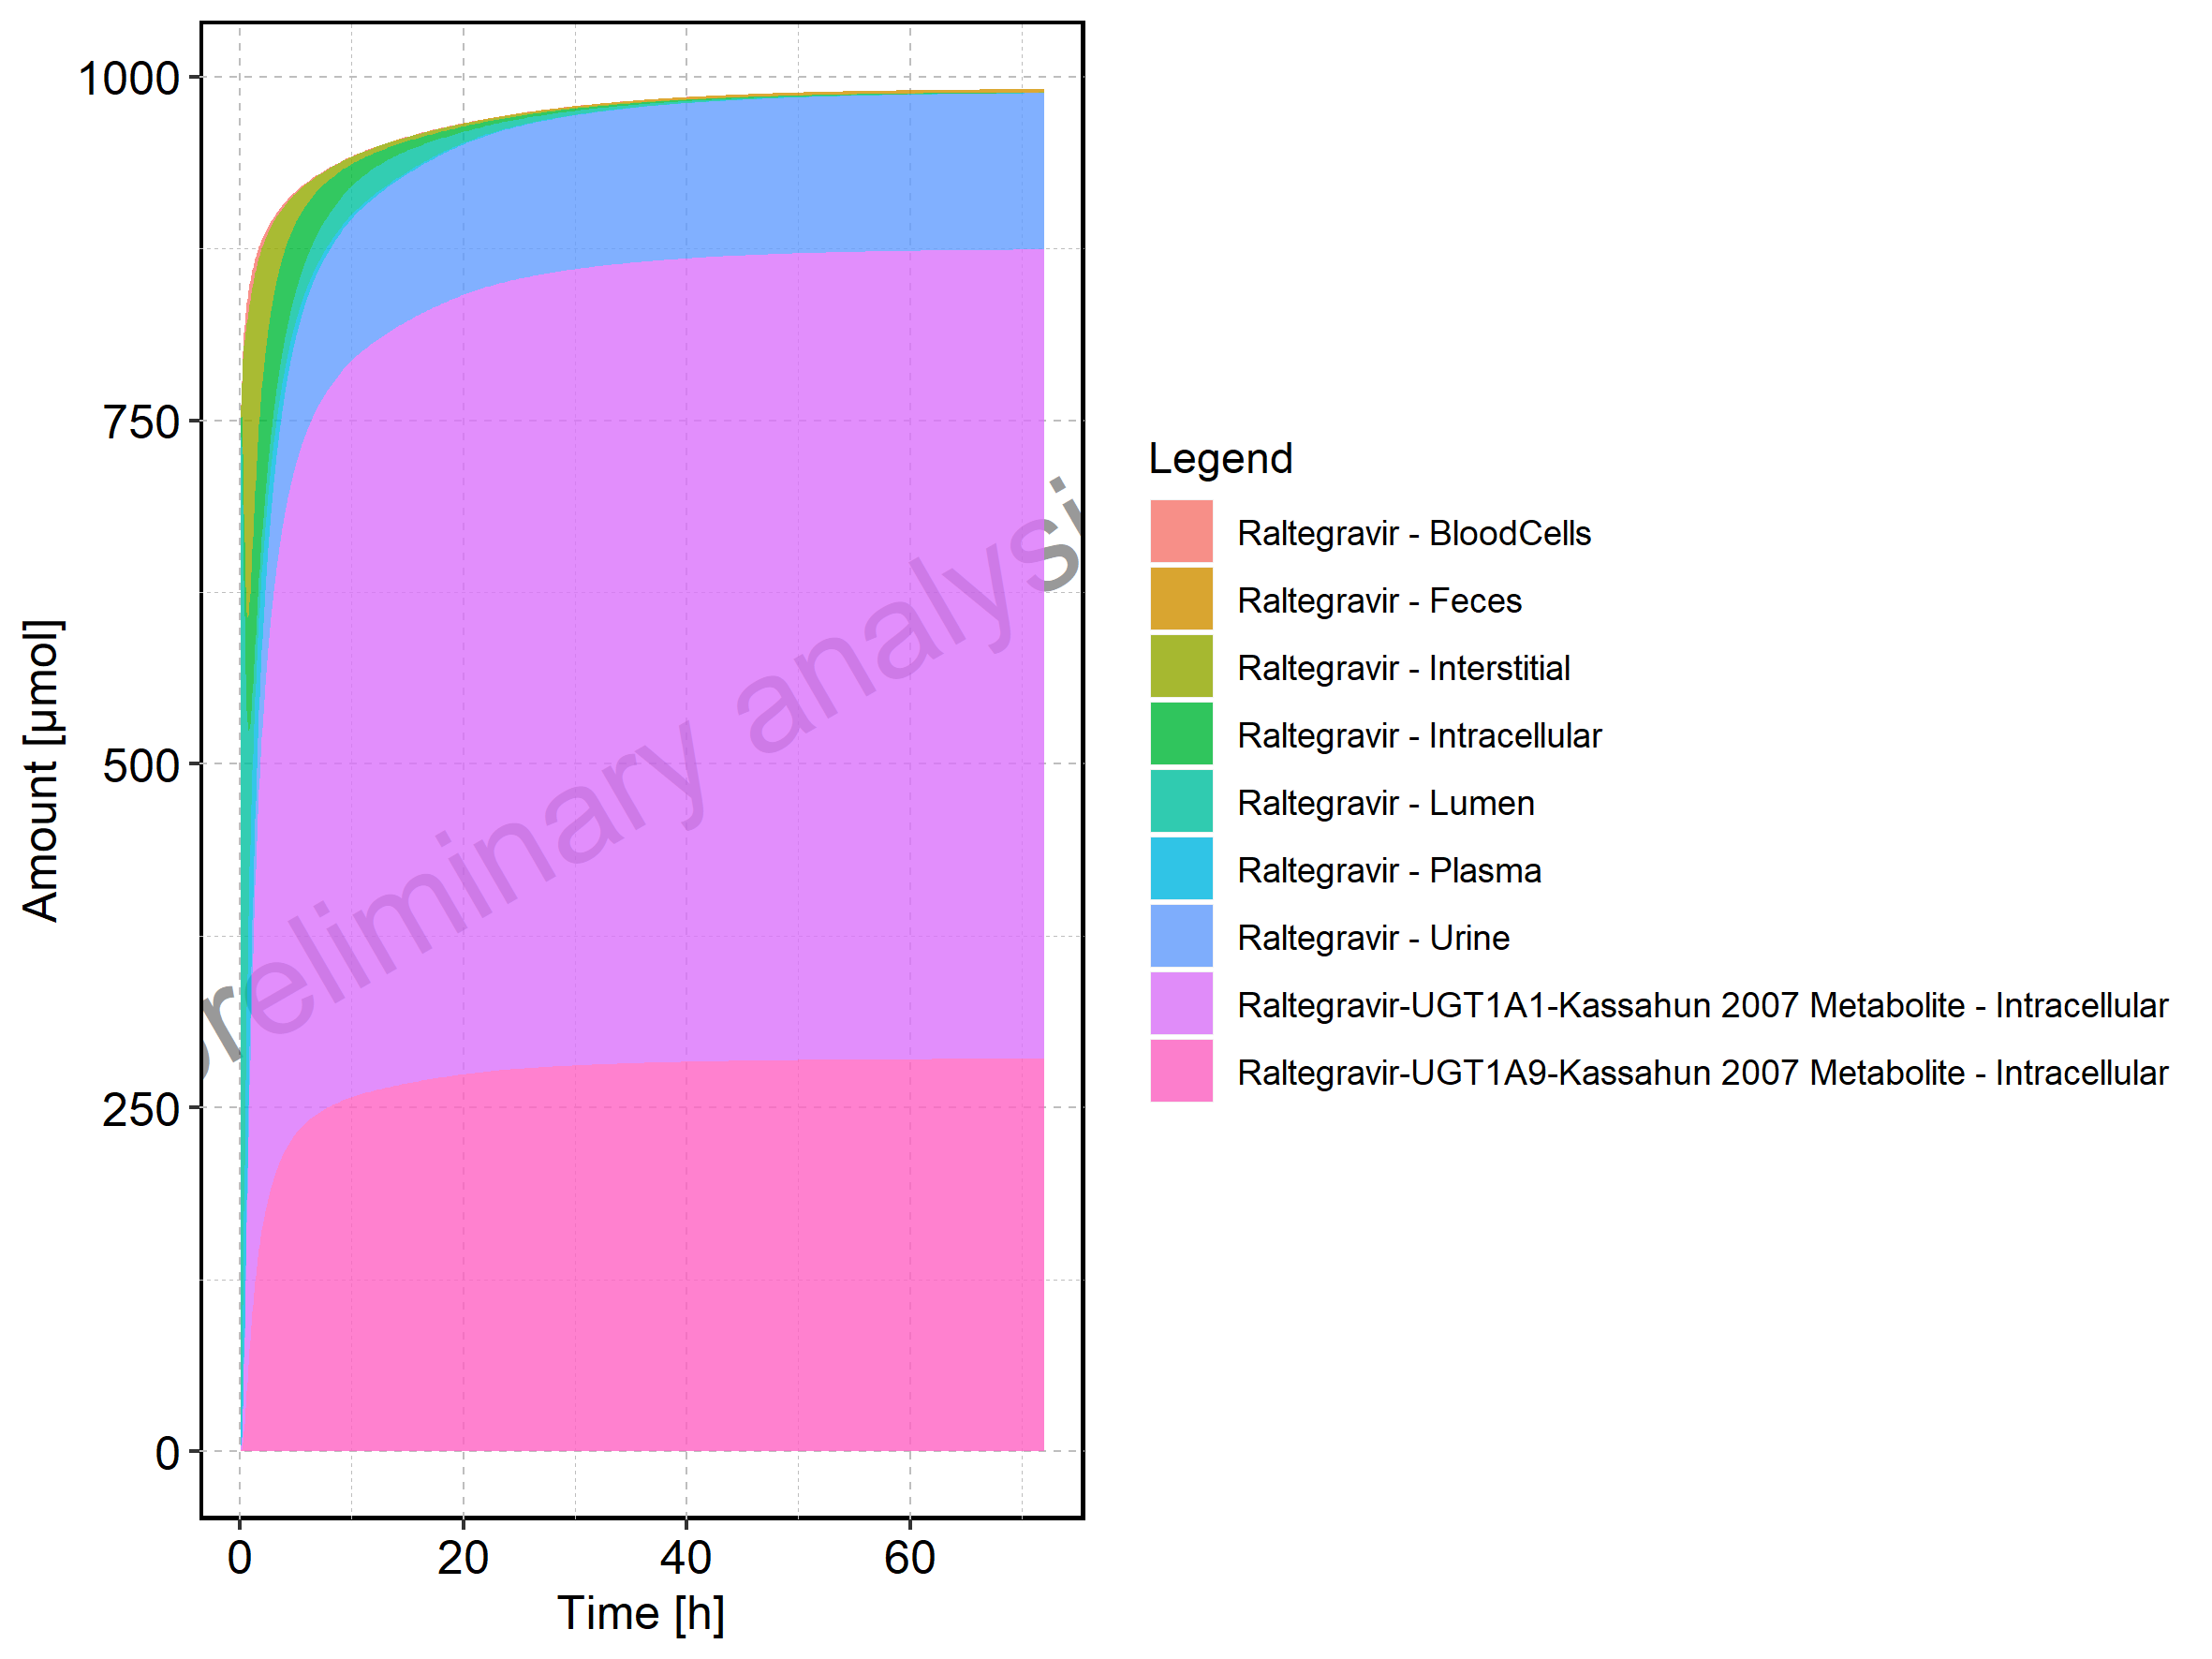 1000
750
500
250
0
0 20 40 60
Time [h]
Amount [µmol]
preliminary analysis
Legend
Raltegravir - BloodCells
Raltegravir - Feces
Raltegravir - Interstitial
Raltegravir - Intracellular
Raltegravir - Lumen
Raltegravir - Plasma
Raltegravir - Urine
Raltegravir-UGT1A1-Kassahun 2007 Metabolite - Intracellular
Raltegravir-UGT1A9-Kassahun 2007 Metabolite - Intracellular